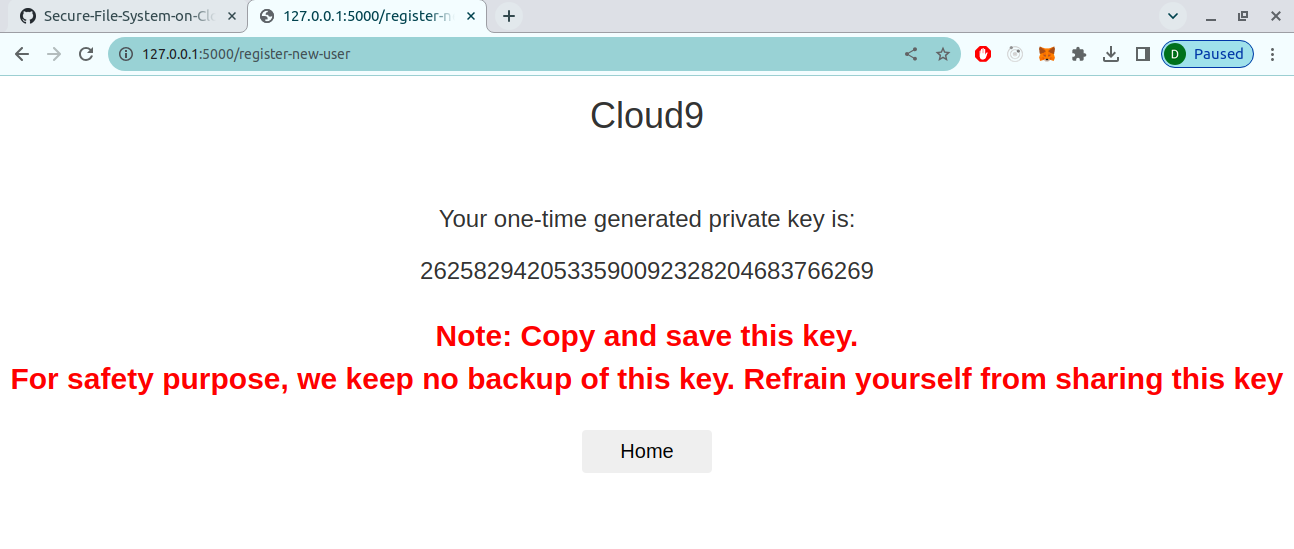 Secure-File-System-on-Clo
127.0.0.1:5000/register-n
127.0.0.1:5000/register-new-user
D Paused
Cloud9
Your one-time generated private key is:
2625829420533590092328204683766269
Note: Copy and save this key.
For safety purpose, we keep no backup of this key. Refrain yourself from sharing this key
Home